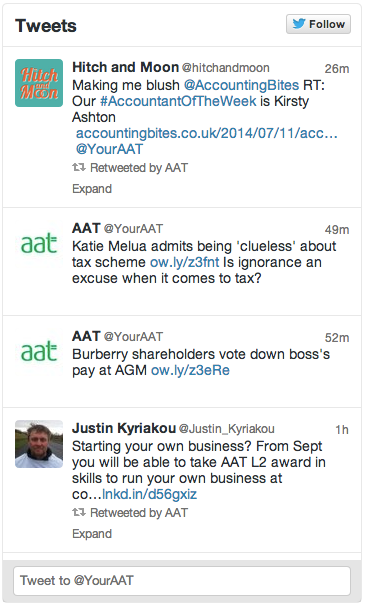 Tweets
Follow
Hitch and Moon
Hitch and Moon @hitchandmoon 26m
Making me blush @AccountingBites RT:
Our #AccountantOfTheWeek is Kirsty
Ashton
accountingbites.co.uk/2014/07/11/acc…
@YourAAT
Retweeted by AAT
Expand
aat
AAT @YourAAT 49m
Katie Melua admits being 'clueless' about
tax scheme ow.ly/z3fnt Is ignorance an
excuse when it comes to tax?
aat
AAT @YourAAT 52m
Burberry shareholders vote down boss's
pay at AGM ow.ly/z3eRe
Justin Kyriakou @Justin_Kyriakou 1h
Starting your own business? From Sept
you will be able to take AAT L2 award in
skills to run your own business at
co…lnkd.in/d56gxiz
Retweeted by AAT
Expand
Tweet to @YourAAT